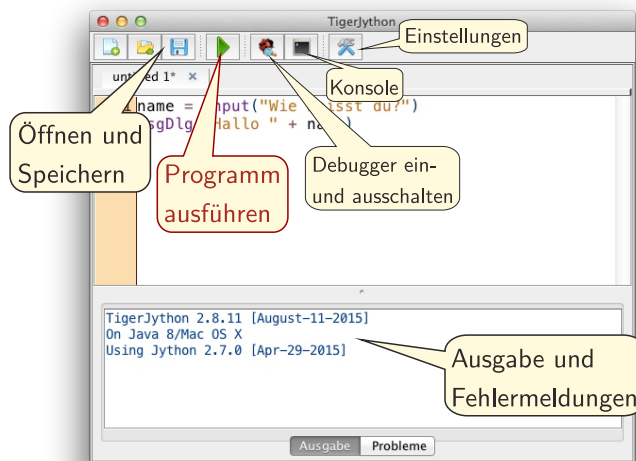 TigerJython
Einstellungen
Konsole
name = ("Wie du?")
"Hallo " +
Öffnen und
Speichern
Programm
ausführen
Debugger ein-
und ausschalten
TigerJython 2.8.11 [August-11-2015]
On Java 8/Mac OS X
Using Jython 2.7.0 [Apr-29-2015]
Ausgabe und
Fehlermeldungen
Ausgabe Probleme